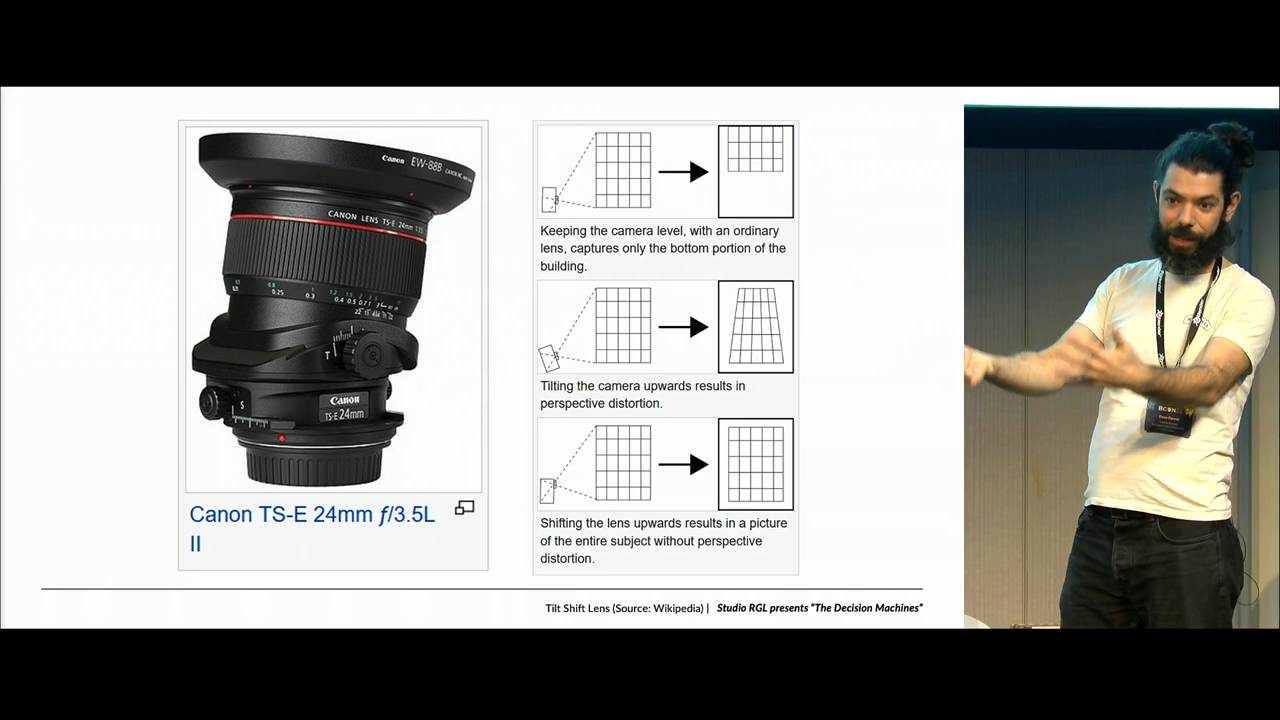 Canon EW-88B
CANON LENS TS-E 24mm
T
S
Canon
TS-E 24mm
Canon TS-E 24mm ƒ/3.5L
II
Keeping the camera level, with an ordinary
lens, captures only the bottom portion of the
building.
Tilting the camera upwards results in
perspective distortion.
Shifting the lens upwards results in a picture
of the entire subject without perspective
distortion.
Tilt Shift Lens (Source: Wikipedia) | Studio RGL presents “The Decision Machines”